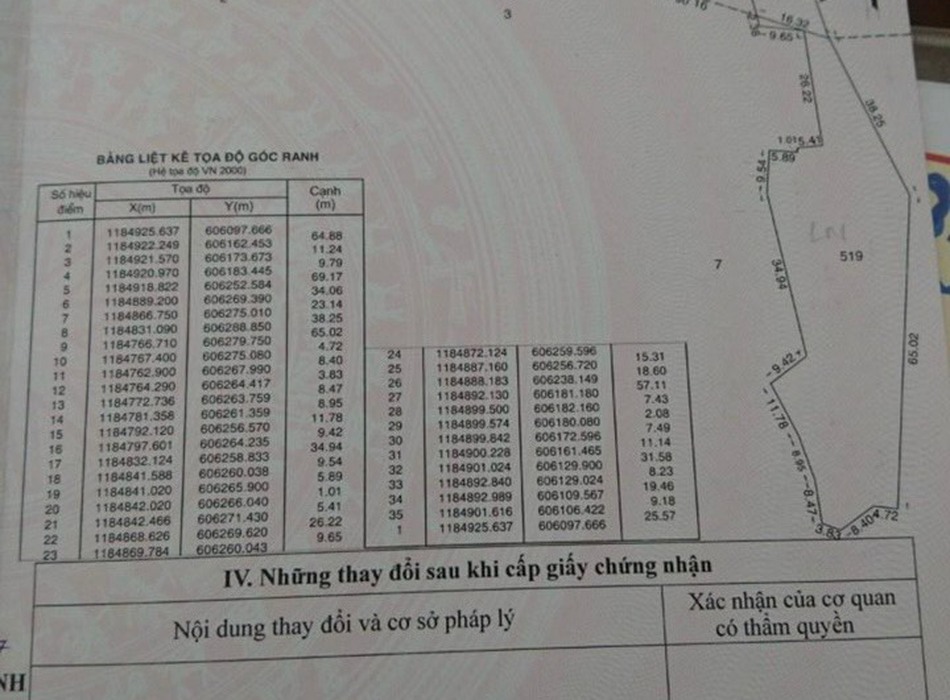 3
BẢNG LIỆT KÊ TỌA ĐỘ GÓC RANH
(Hệ tọa độ VN 2000)
Số hiệu điểm Tọa độ Cạnh (m)
X(m) Y(m)
1 1184925.637 606097.666
64.88
2 1184922.249 606162.453
11.24
3 1184921.570 606173.673
9.79
4 1184920.970 606183.445
69.17
5 1184918.822 606252.584
34.06
6 1184889.200 606269.390
23.14
7 1184866.750 606275.010
38.25
8 1184831.090 606288.850
65.02
9 1184766.710 606279.750
4.72
10 1184767.400 606275.080
8.40
11 1184762.900 606267.990
3.83
12 1184764.290 606264.417
8.47
13 1184772.736 606263.759
8.95
14 1184781.358 606261.359
11.78
15 1184792.120 606256.570
9.42
16 1184797.601 606264.235
34.94
17 1184832.124 606258.833
9.54
18 1184841.588 606260.038
5.89
19 1184841.020 606265.900
1.01
20 1184842.020 606266.040
5.41
21 1184842.466 606271.430
26.22
22 1184868.626 606269.620
9.65
23 1184869.784 606260.043
24 1184872.124 606259.596
15.31
25 1184887.160 606256.720
18.60
26 1184888.183 606238.149
57.11
27 1184892.130 606181.180
7.43
28 1184899.500 606182.160
2.08
29 1184899.574 606180.080
7.49
30 1184899.842 606172.596
11.14
31 1184900.228 606161.465
31.58
32 1184901.024 606129.900
8.23
33 1184892.840 606129.024
19.46
34 1184892.989 606109.567
9.18
35 1184901.616 606106.422
25.57
1 1184925.637 606097.666
16.32
9.65
26.22
38.25
1.01
5.41
5.89
9.54
LN
519
7
34.94
65.02
9.42
11.78
8.95
8.47
3.83
8.40
4.72
IV. Những thay đổi sau khi cấp giấy chứng nhận
Nội dung thay đổi và cơ sở pháp lý
Xác nhận của cơ quan
có thẩm quyền
NH